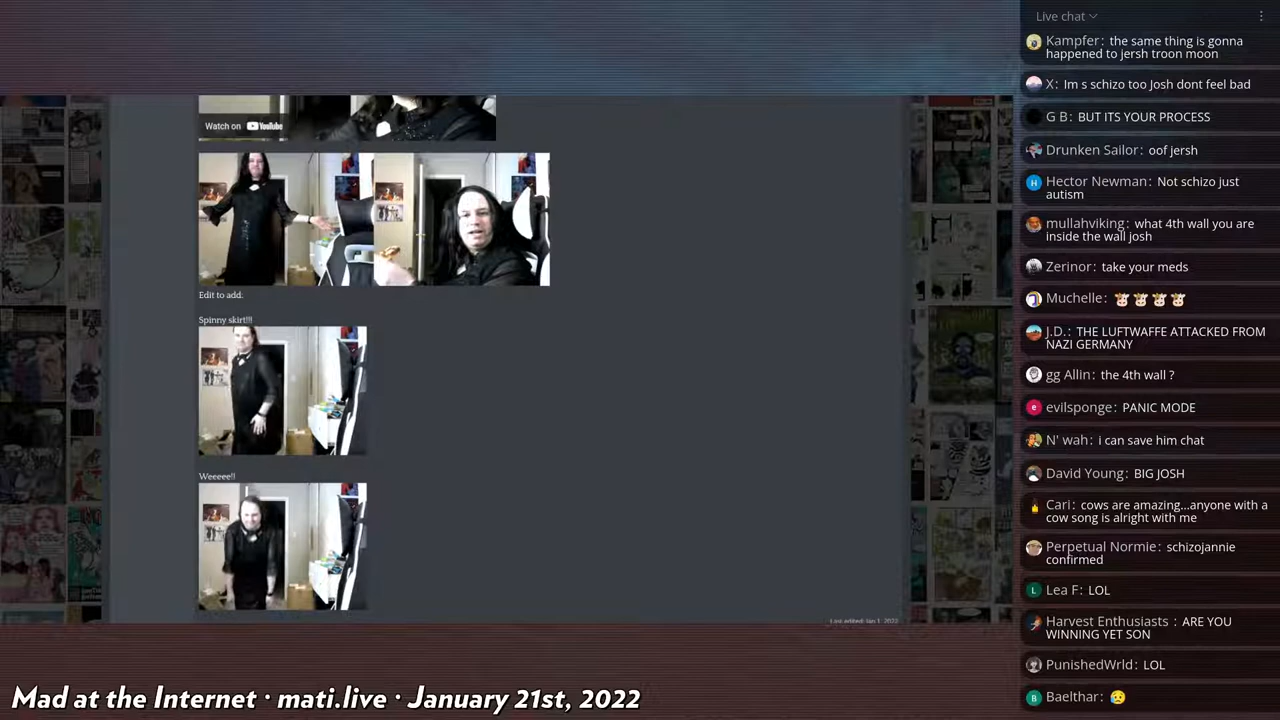 Watch on YouTube
Edit to add:
Spinny skirt!!!
Weeeee!!
Last edited: Jan 1, 2022
Mad at the Internet · mati.live · January 21st, 2022
Live chat
Kampfer: the same thing is gonna
happened to jersh troon moon
X: Im s schizo too Josh dont feel bad
G B: BUT ITS YOUR PROCESS
Drunken Sailor: oof jersh
H
Hector Newman: Not schizo just
autism
mullahviking: what 4th wall you are
inside the wall josh
Zerinor: take your meds
Muchelle: 🐮🐮🐮🐮
J.D.: THE LUFTWAFFE ATTACKED FROM
NAZI GERMANY
gg Allin: the 4th wall ?
e
evilsponge: PANIC MODE
N' wah: i can save him chat
David Young: BIG JOSH
Cari: cows are amazing...anyone with a
cow song is alright with me
Perpetual Normie: schizojannie
confirmed
L
Lea F: LOL
Harvest Enthusiasts : ARE YOU
WINNING YET SON
PunishedWrld: LOL
B
Baelthar: 😥